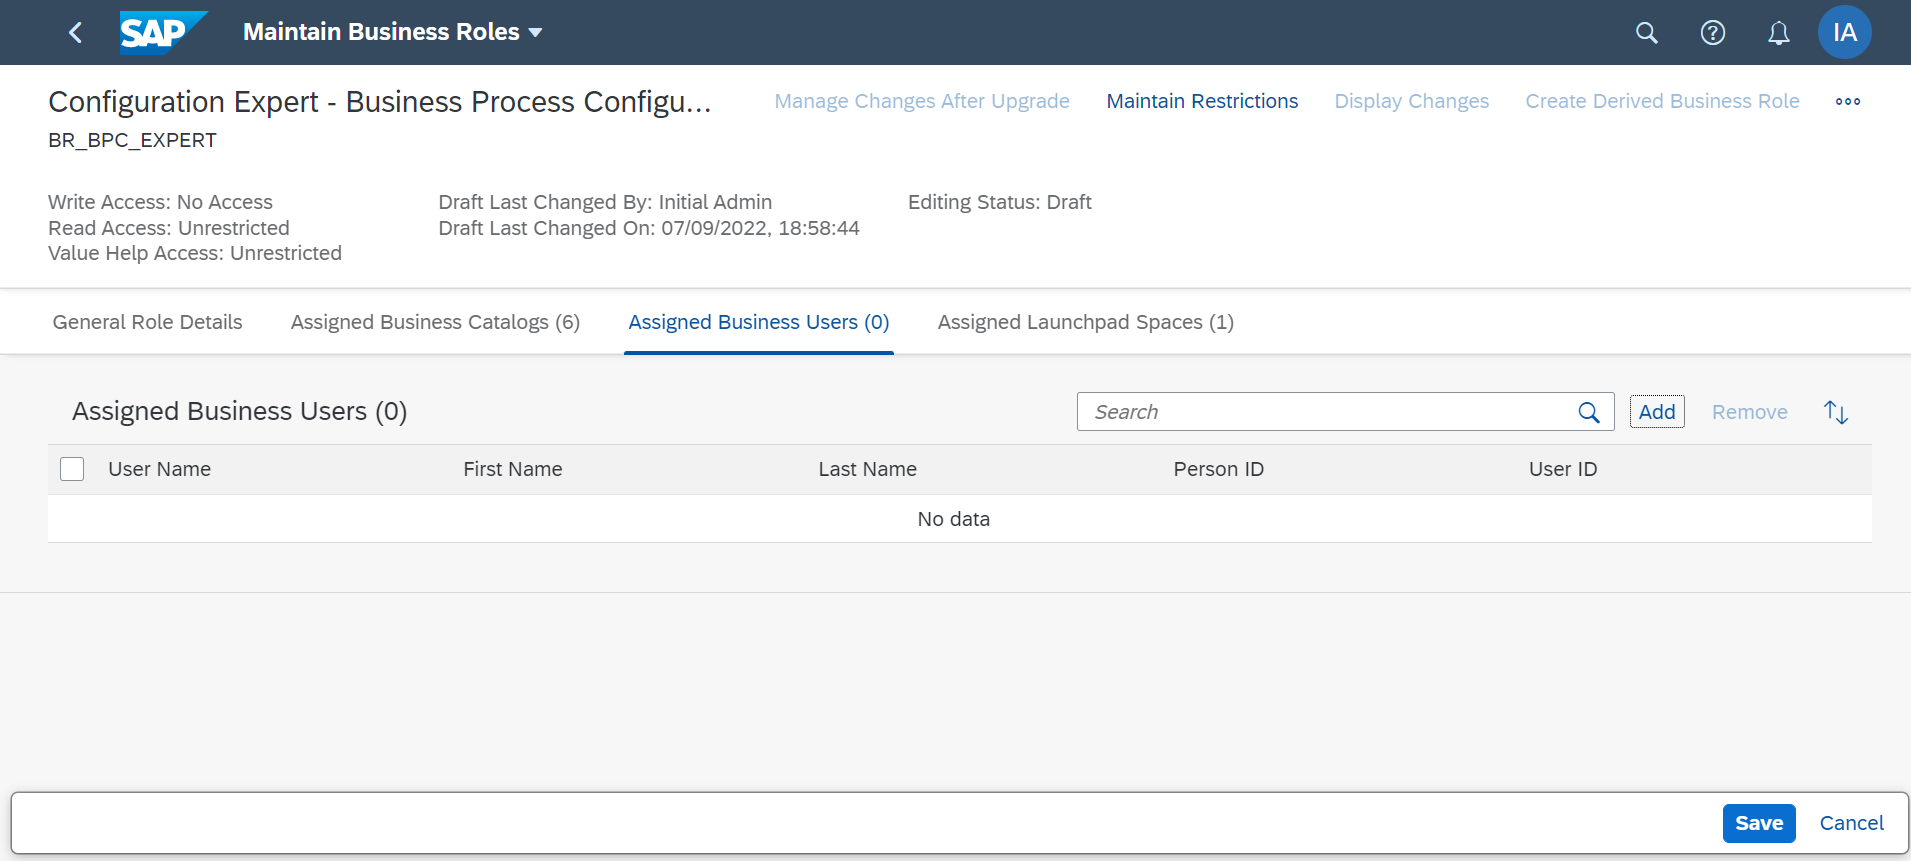 SAP Maintain Business Roles IA
Configuration Expert - Business Process Configu... Manage Changes After Upgrade Maintain Restrictions Display Changes Create Derived Business Role
BR_BPC_EXPERT
Write Access: No Access Draft Last Changed By: Initial Admin Editing Status: Draft
Read Access: Unrestricted Draft Last Changed On: 07/09/2022, 18:58:44
Value Help Access: Unrestricted
General Role Details Assigned Business Catalogs (6) Assigned Business Users (0) Assigned Launchpad Spaces (1)
Assigned Business Users (0) Search Add Remove
User Name First Name Last Name Person ID User ID
No data
Save Cancel